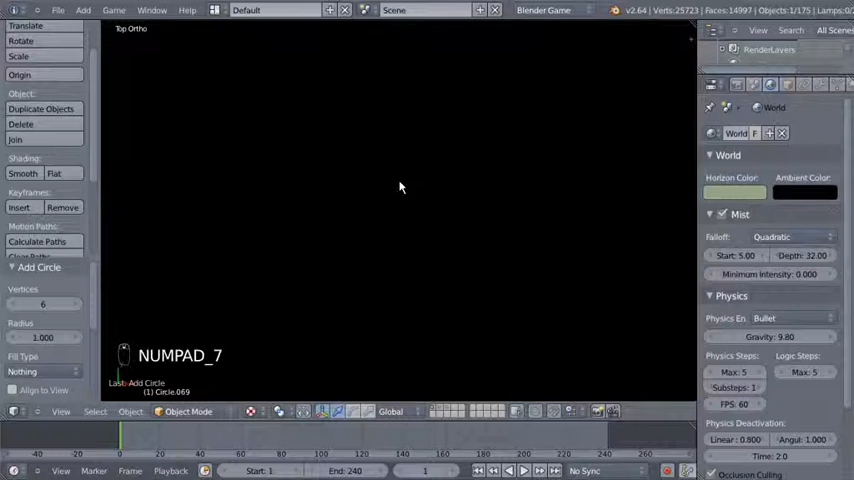 File Add Game Window Help Default Scene Blender Game v2.64 | Verts:25723 | Faces:14997 | Objects:1/175 | Lamps:0/
Translate
Rotate
Scale
Origin
Object:
Duplicate Objects
Delete
Join
Shading:
Smooth Flat
Keyframes:
Insert Remove
Motion Paths:
Calculate Paths
Clear Paths
Add Circle
Vertices
6
Radius
1.000
Fill Type
Nothing
Align to View
Top Ortho
NUMPAD_7
Last: Add Circle
(1) Circle.069
View Search All Scenes
RenderLayers
World
World F
World
Horizon Color: Ambient Color:
Mist
Falloff: Quadratic
Start: 5.00 Depth: 32.00
Minimum Intensity: 0.000
Physics
Physics En Bullet
Gravity: 9.80
Physics Steps: Logic Steps:
Max: 5 Max: 5
Substeps: 1
FPS: 60
Physics Deactivation:
Linear : 0.800 Angul: 1.000
Time: 2.0
Occlusion Culling
View Select Object Object Mode Global
-40 -20 0 20 40 60 80 100 120 140 160 180 200 220 240 260 280
View Marker Frame Playback Start: 1 End: 240 1 No Sync